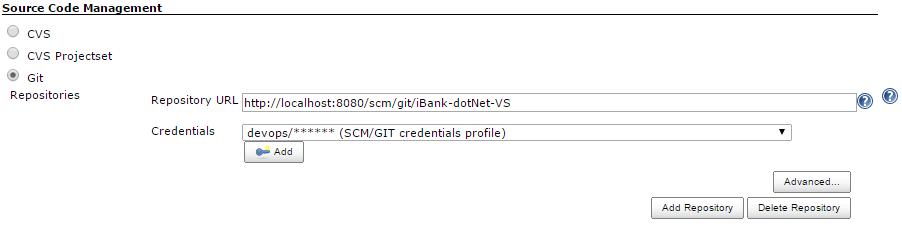 Source Code Management
CVS
CVS Projectset
Git
Repositories
Repository URL http://localhost:8080/scm/git/iBank-dotNet-VS
Credentials devops/****** (SCM/GIT credentials profile)
Add
Advanced...
Add Repository Delete Repository